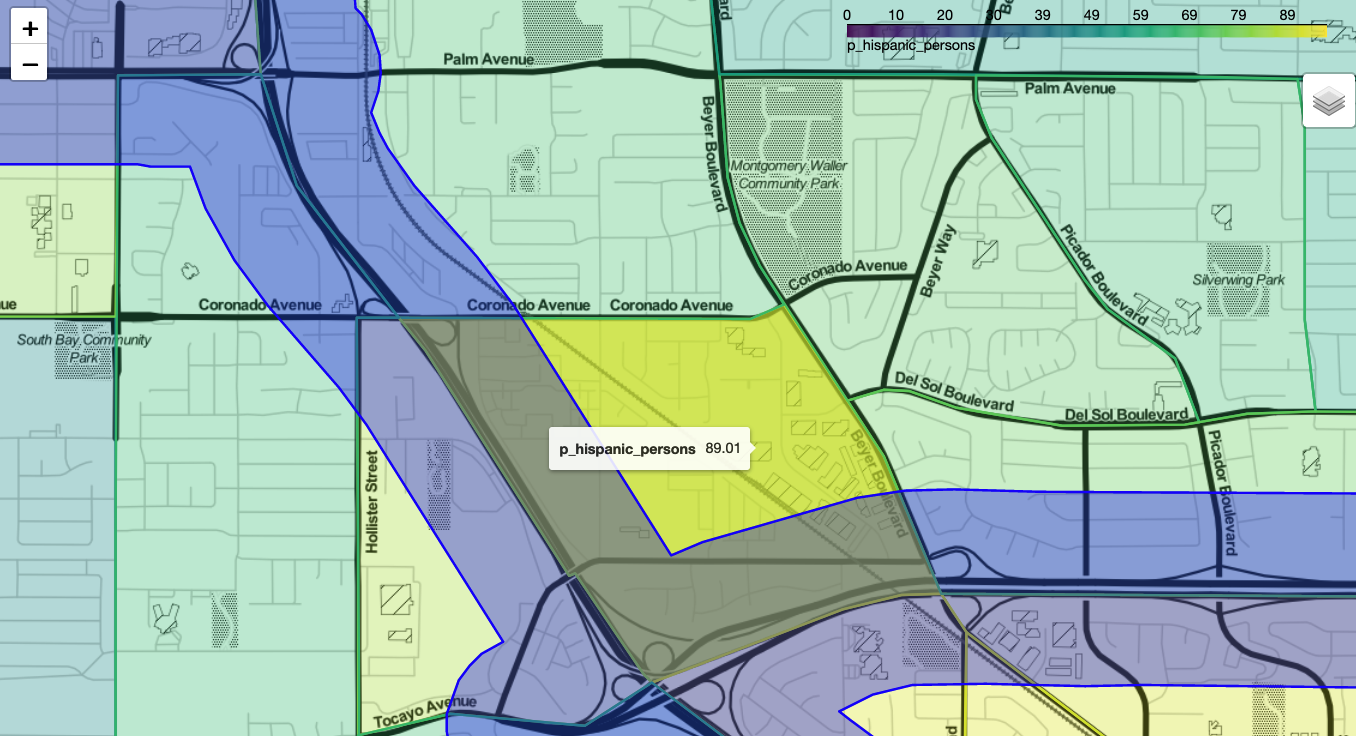 +
−
0 10 20 30 39 49 59 69 79 89
p_hispanic_persons
Palm Avenue
Palm Avenue
Beyer Boulevard
Montgomery Waller
Community Park
Beyer Way
Picador Boulevard
Silverwing Park
Coronado Avenue
Coronado Avenue
Coronado Avenue
Coronado Avenue
South Bay Community
Park
Del Sol Boulevard
Del Sol Boulevard
p_hispanic_persons 89.01
Beyer Boulevard
Hollister Street
Picador Boulevard
Tocayo Avenue